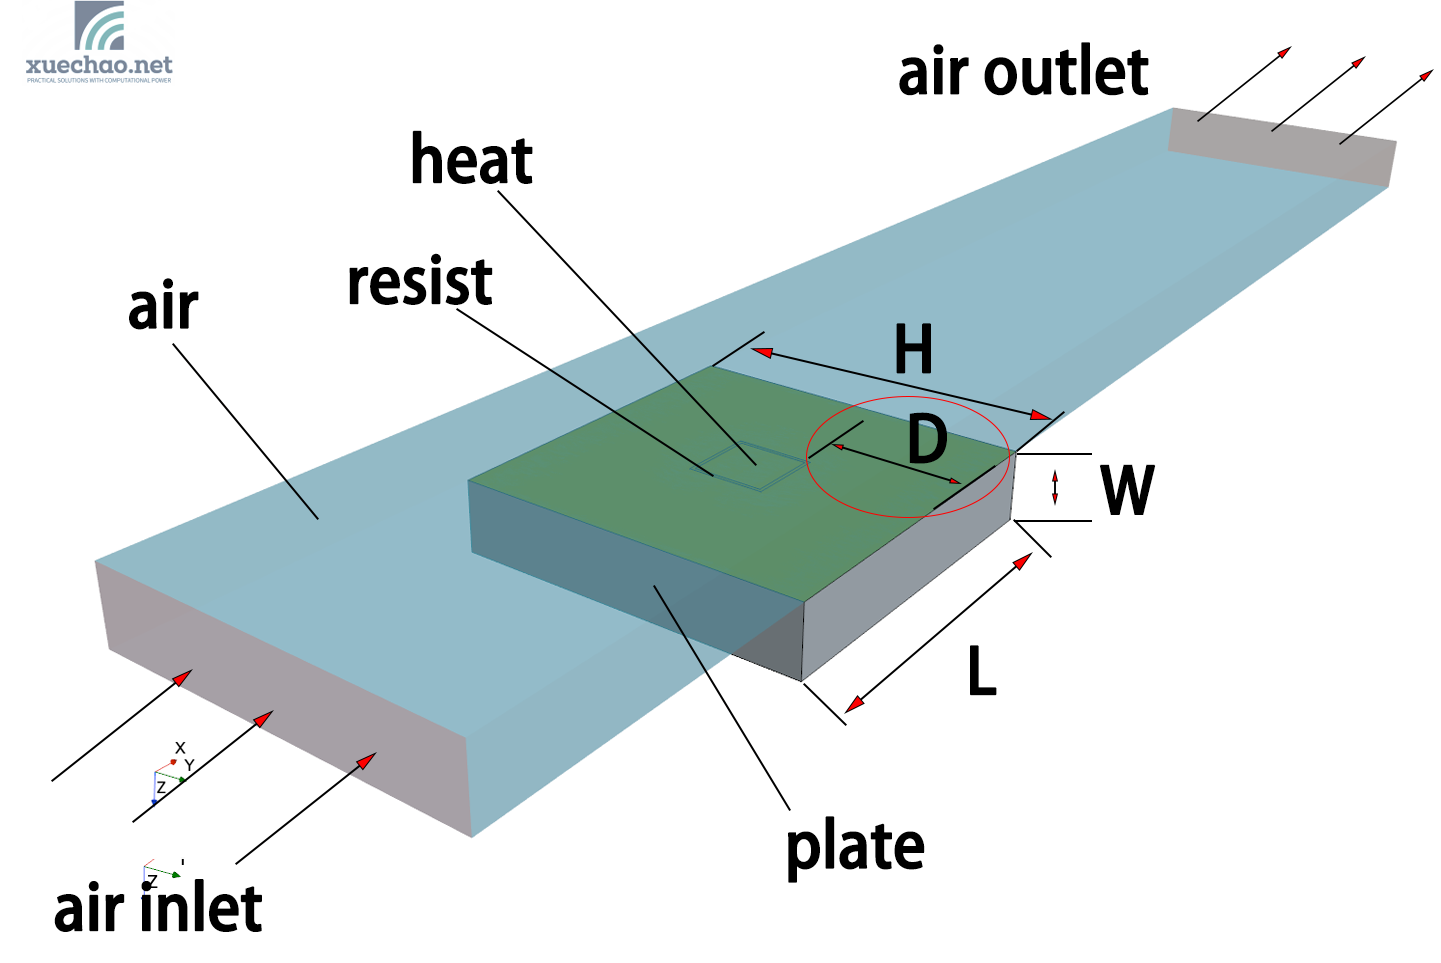 xuechao.net
PRACTICAL SOLUTIONS WITH COMPUTATIONAL POWER
air outlet
heat
resist
air
H
D
W
L
X
Y
Z
plate
Z
air inlet